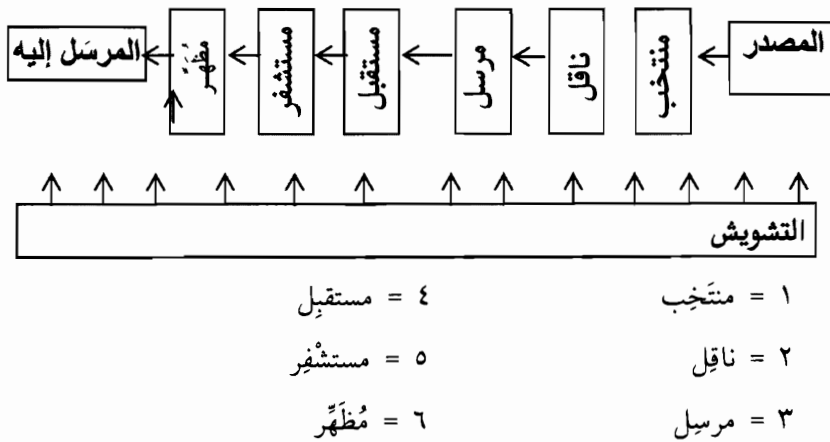 المصدر
منتخب
ناقل
مرسل
مستقبل
مستشفر
مُظَهِّر
المرسَل إليه
التشويش
١ = منتَخِب
٤ = مستقبِل
٢ = ناقِل
٥ = مستشْفِر
٣ = مرسِل
٦ = مُظَهِّر